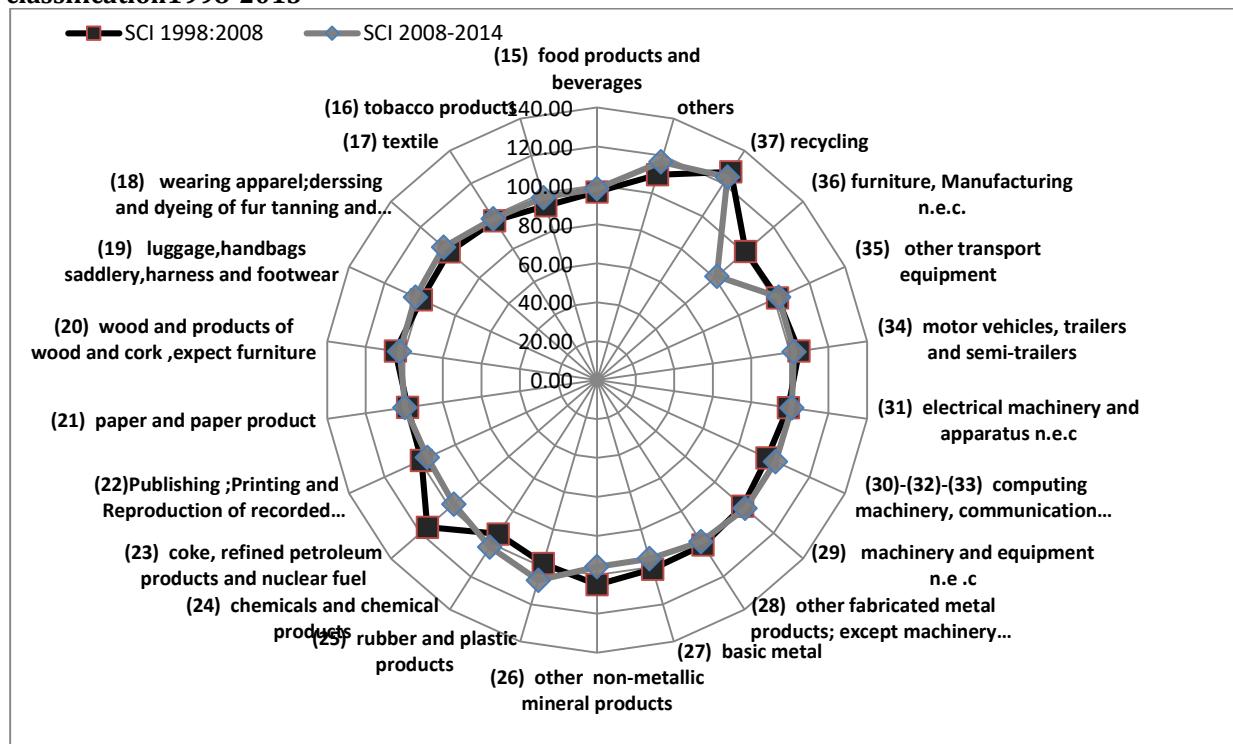 classification1998-2015
SCI 1998:2008
SCI 2008-2014
(15) food products and
beverages
others
(37) recycling
(36) furniture, Manufacturing
n.e.c.
(35) other transport
equipment
(34) motor vehicles, trailers
and semi-trailers
(31) electrical machinery and
apparatus n.e.c
(30)-(32)-(33) computing
machinery, communication...
(29) machinery and equipment
n.e .c
(28) other fabricated metal
products; except machinery...
(27) basic metal
(26) other non-metallic
mineral products
(25) rubber and plastic
products
(24) chemicals and chemical
products
(23) coke, refined petroleum
products and nuclear fuel
(22)Publishing ;Printing and
Reproduction of recorded...
(21) paper and paper product
(20) wood and products of
wood and cork ,expect furniture
(19) luggage,handbags
saddlery,harness and footwear
(18) wearing apparel;derssing
and dyeing of fur tanning and...
(17) textile
(16) tobacco products
140.00
120.00
100.00
80.00
60.00
40.00
20.00
0.00